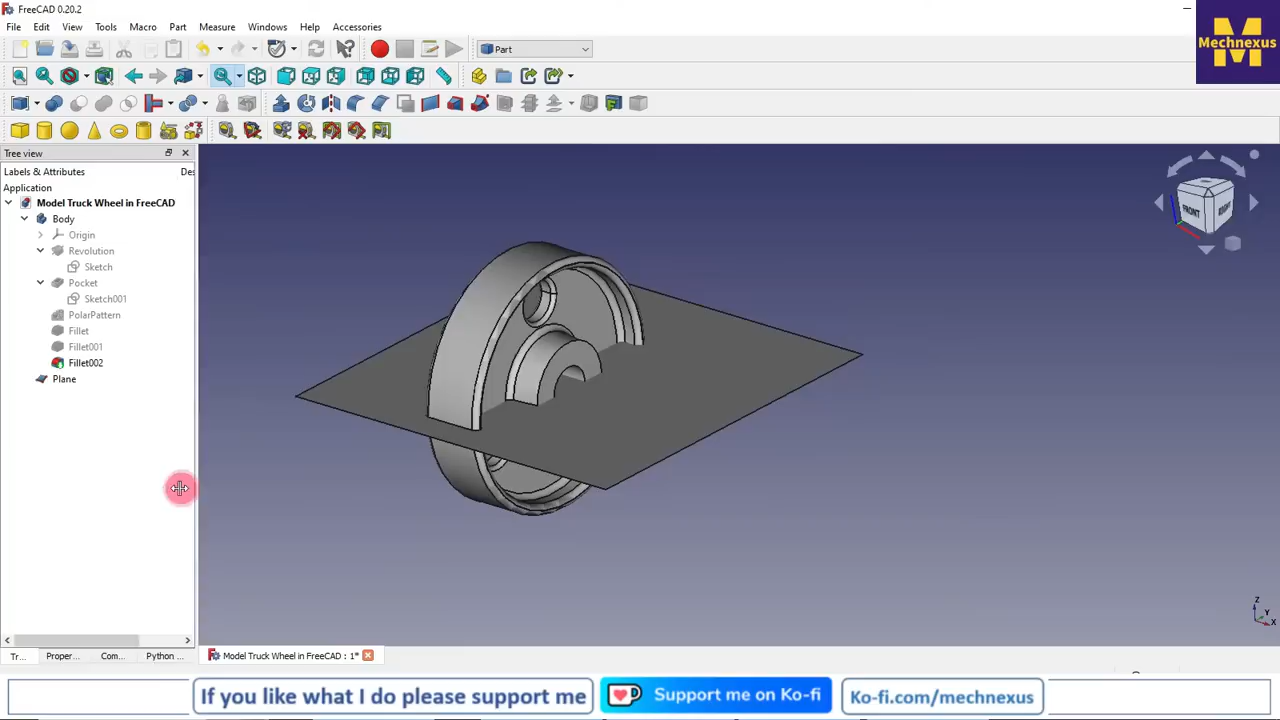 FreeCAD 0.20.2
File Edit View Tools Macro Part Measure Windows Help Accessories
Part
Mechnexus
Tree view
Labels & Attributes Des
Application
Model Truck Wheel in FreeCAD
Body
Origin
Revolution
Sketch
Pocket
Sketch001
PolarPattern
Fillet
Fillet001
Fillet002
Plane
FRONT
RIGHT
Z
Y
X
Tr... Proper... Com... Python ...
Model Truck Wheel in FreeCAD : 1*
If you like what I do please support me
Support me on Ko-fi
Ko-fi.com/mechnexus